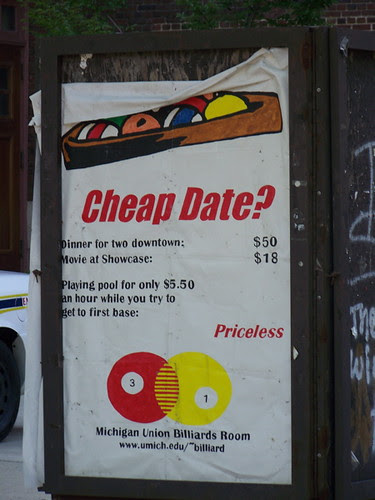 Cheap Date?
Dinner for two downtown: $50
Movie at Showcase: $18
Playing pool for only $5.50
an hour while you try to
get to first base:
Priceless
3 1
Michigan Union Billiards Room
www.umich.edu/~billiard